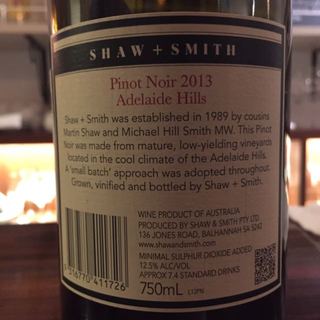 SHAW + SMITH
Pinot Noir 2013
Adelaide Hills
Shaw + Smith was established in 1989 by cousins
Martin Shaw and Michael Hill Smith MW. This Pinot
Noir was made from mature, low-yielding vineyards
located in the cool climate of the Adelaide Hills.
A 'small batch' approach was adopted throughout.
Grown, vinified and bottled by Shaw + Smith.
WINE PRODUCT OF AUSTRALIA
PRODUCED BY SHAW & SMITH PTY LTD
136 JONES ROAD, BALHANNAH SA 5242
www.shawandsmith.com
MINIMAL SULPHUR DIOXIDE ADDED
12.5% ALC/VOL
APPROX 7.4 STANDARD DRINKS
750mL L12PN
316770 411726